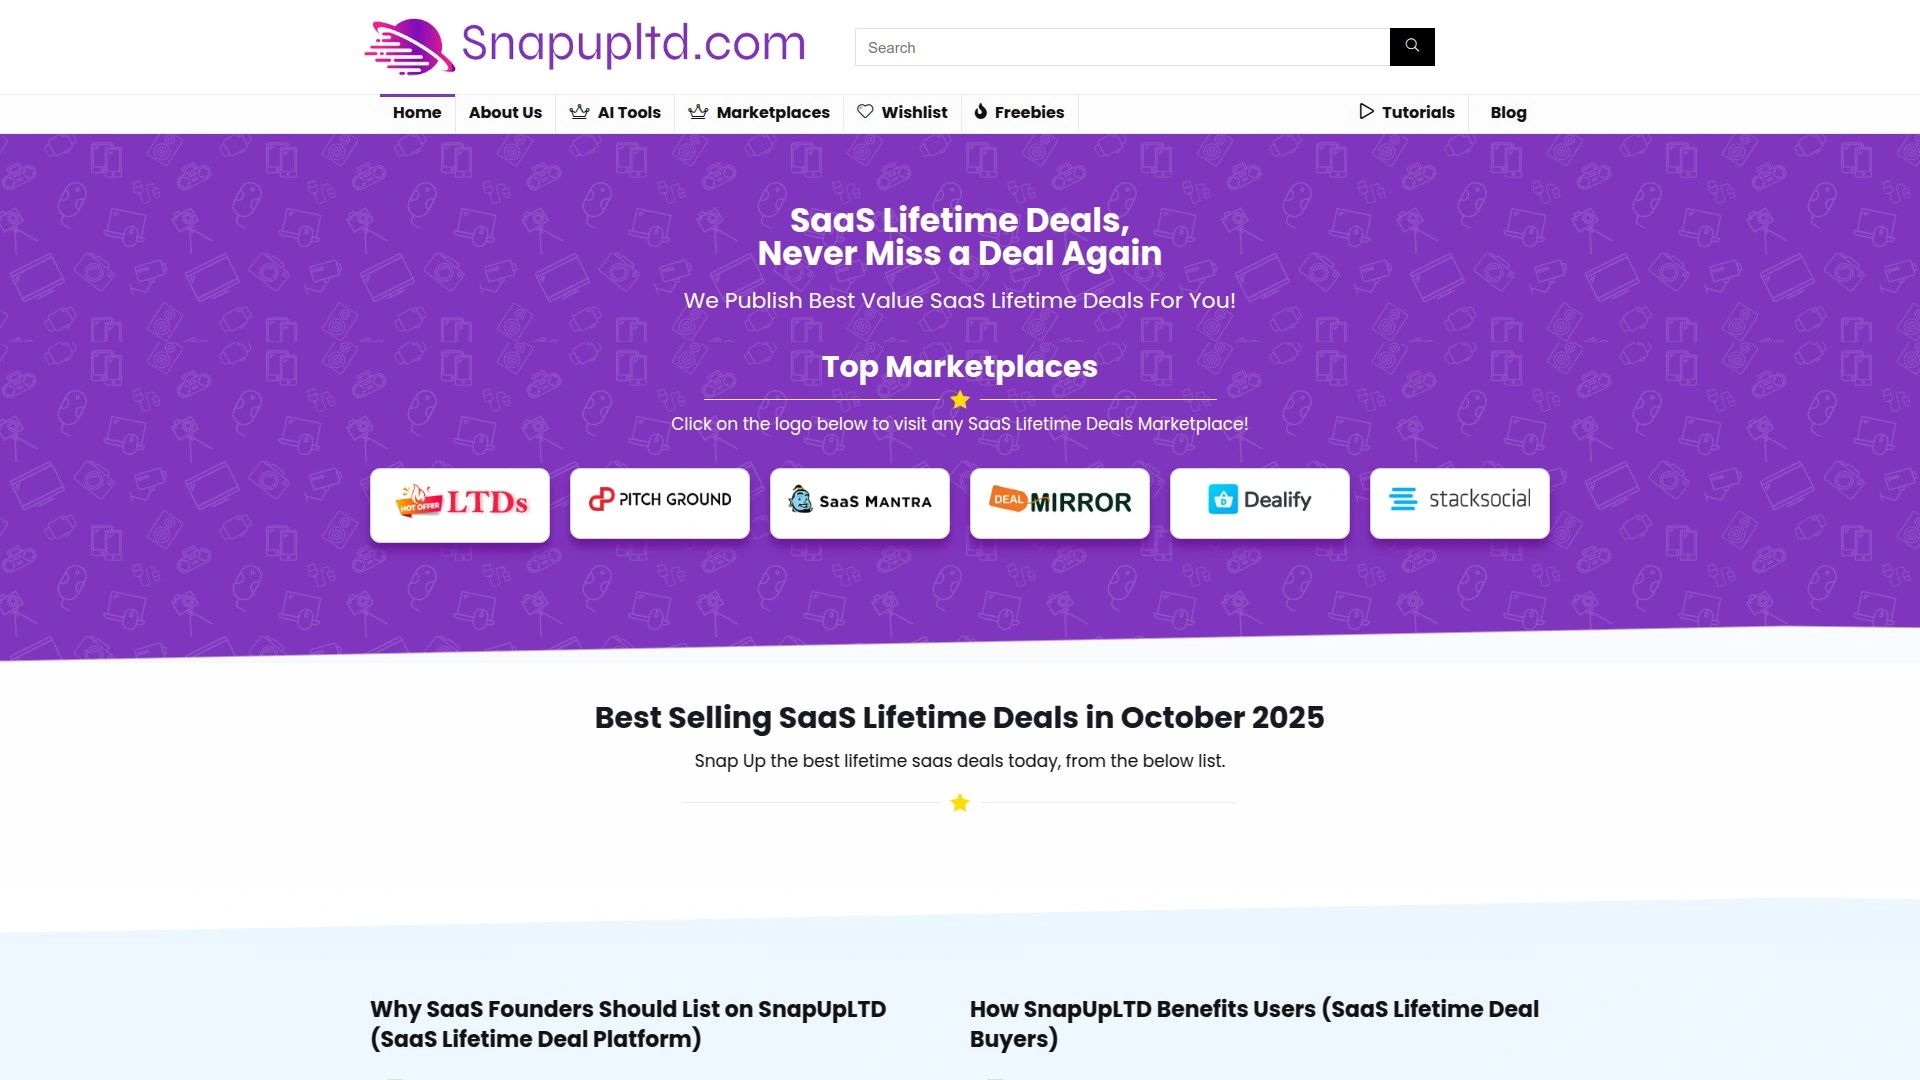 Snapupltd.com
Search
Home
About Us
AI Tools
Marketplaces
Wishlist
Freebies
Tutorials
Blog
SaaS Lifetime Deals,
Never Miss a Deal Again
We Publish Best Value SaaS Lifetime Deals For You!
Top Marketplaces
Click on the logo below to visit any SaaS Lifetime Deals Marketplace!
HOT OFFER LTDs
PITCH GROUND
SaaS MANTRA
DEAL MIRROR
Dealify
stacksocial
Best Selling SaaS Lifetime Deals in October 2025
Snap Up the best lifetime saas deals today, from the below list.
Why SaaS Founders Should List on SnapUpLTD
(SaaS Lifetime Deal Platform)
How SnapUpLTD Benefits Users (SaaS Lifetime Deal
Buyers)